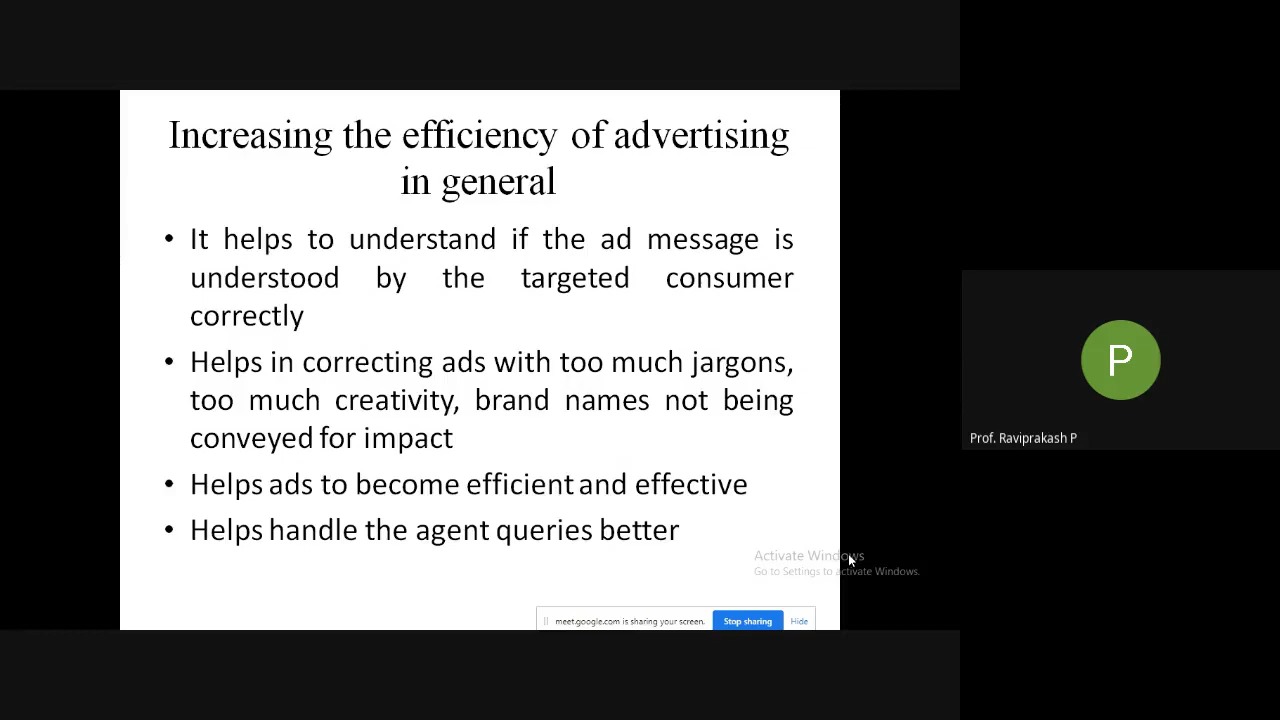 Increasing the efficiency of advertising
in general
• It helps to understand if the ad message is
understood by the targeted consumer
correctly
• Helps in correcting ads with too much jargons,
too much creativity, brand names not being
conveyed for impact
• Helps ads to become efficient and effective
• Helps handle the agent queries better
Activate Windows
Go to Settings to activate Windows.
meet.google.com is sharing your screen.
Stop sharing
Hide
P
Prof. Raviprakash P